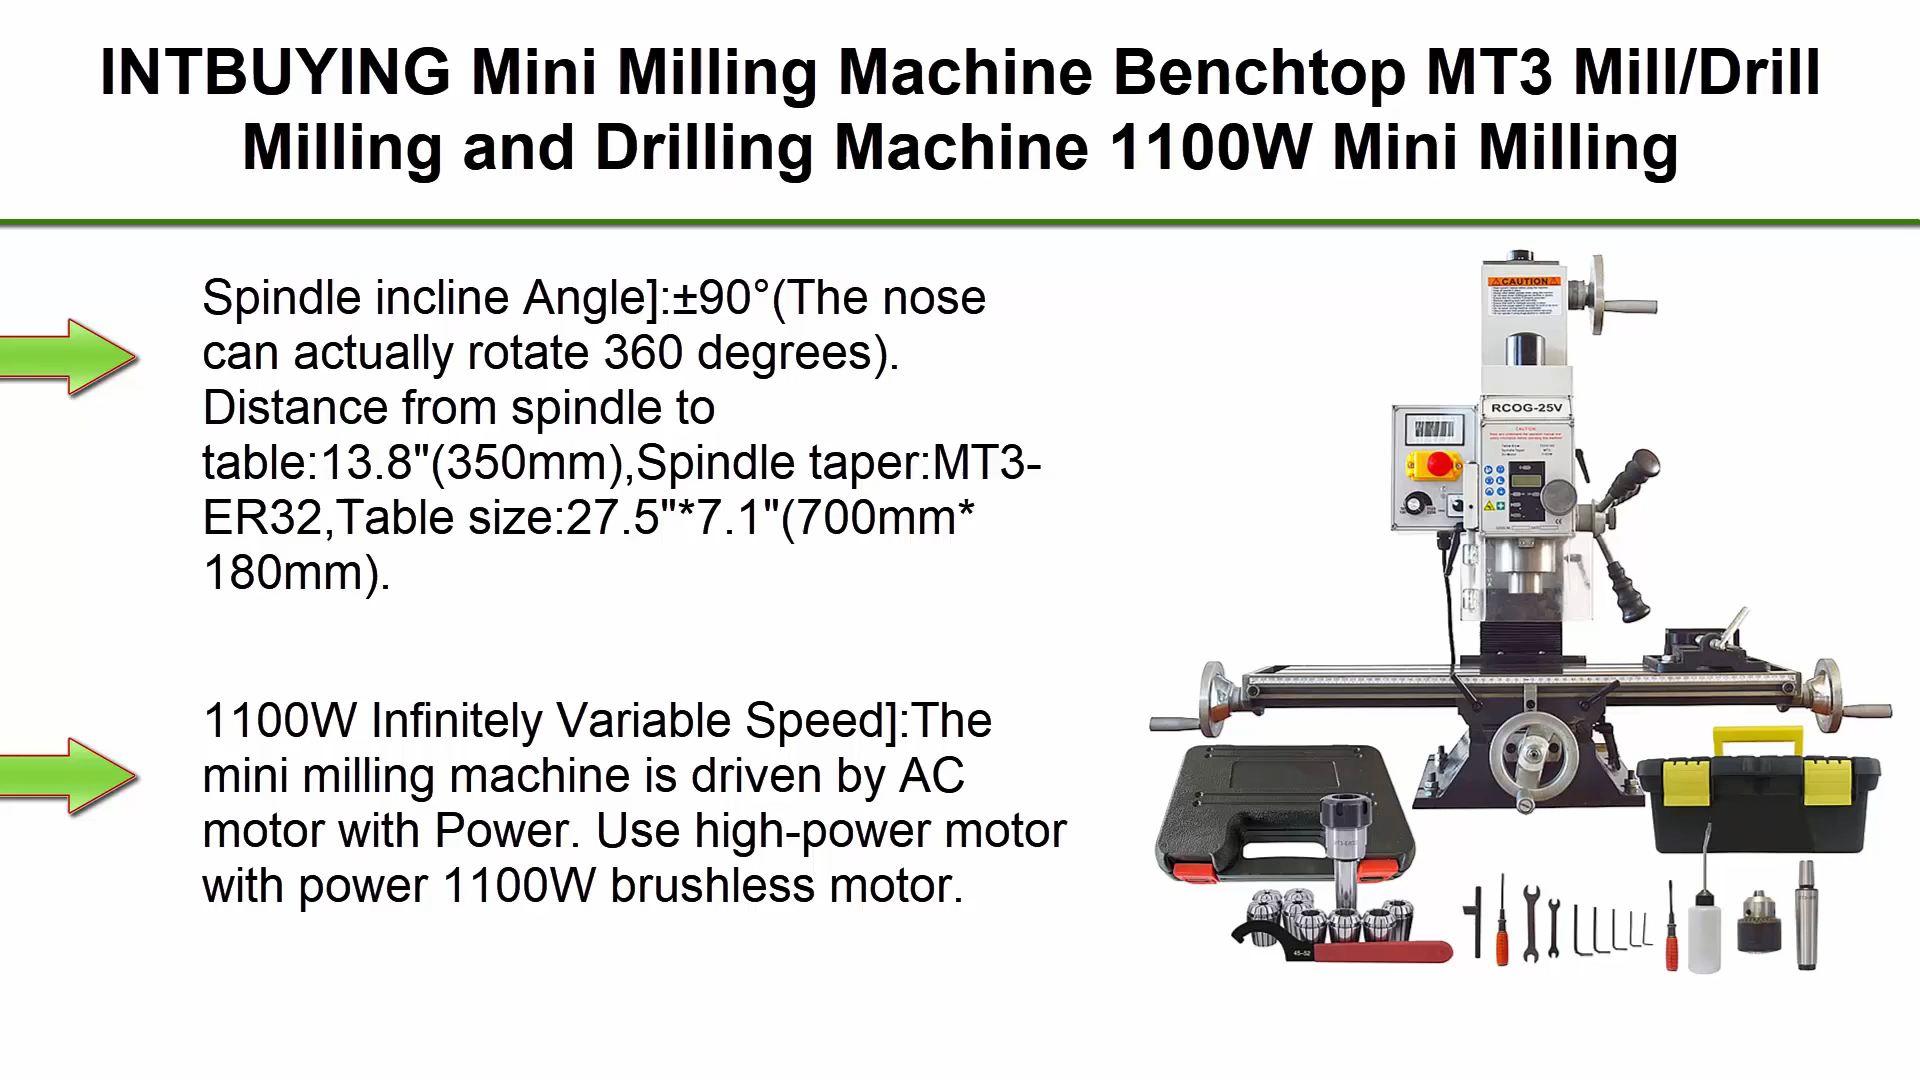 INTBUYING Mini Milling Machine Benchtop MT3 Mill/Drill
Milling and Drilling Machine 1100W Mini Milling
Spindle incline Angle]:±90°(The nose
can actually rotate 360 degrees).
Distance from spindle to
table:13.8"(350mm),Spindle taper:MT3-
ER32,Table size:27.5"*7.1"(700mm*
180mm).
1100W Infinitely Variable Speed]:The
mini milling machine is driven by AC
motor with Power. Use high-power motor
with power 1100W brushless motor.
CAUTION
RCOG-25V
CAUTION
45-52